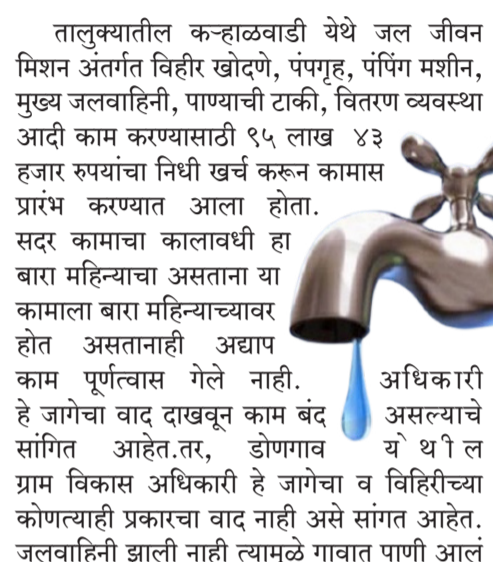 तालुक्यातील कऱ्हाळवाडी येथे जल जीवन
मिशन अंतर्गत विहीर खोदणे, पंपगृह, पंपिंग मशीन,
मुख्य जलवाहिनी, पाण्याची टाकी, वितरण व्यवस्था
आदी काम करण्यासाठी ९५ लाख ४३
हजार रुपयांचा निधी खर्च करून कामास
प्रारंभ करण्यात आला होता.
सदर कामाचा कालावधी हा
बारा महिन्याचा असताना या
कामाला बारा महिन्याच्यावर
होत असतानाही अद्याप
काम पूर्णत्वास गेले नाही. अधिकारी
हे जागेचा वाद दाखवून काम बंद असल्याचे
सांगित आहेत.तर, डोणगाव येथील
ग्राम विकास अधिकारी हे जागेचा व विहिरीच्या
कोणत्याही प्रकारचा वाद नाही असे सांगत आहेत.
जलवाहिनी झाली नाही त्यामुळे गावात पाणी आलं